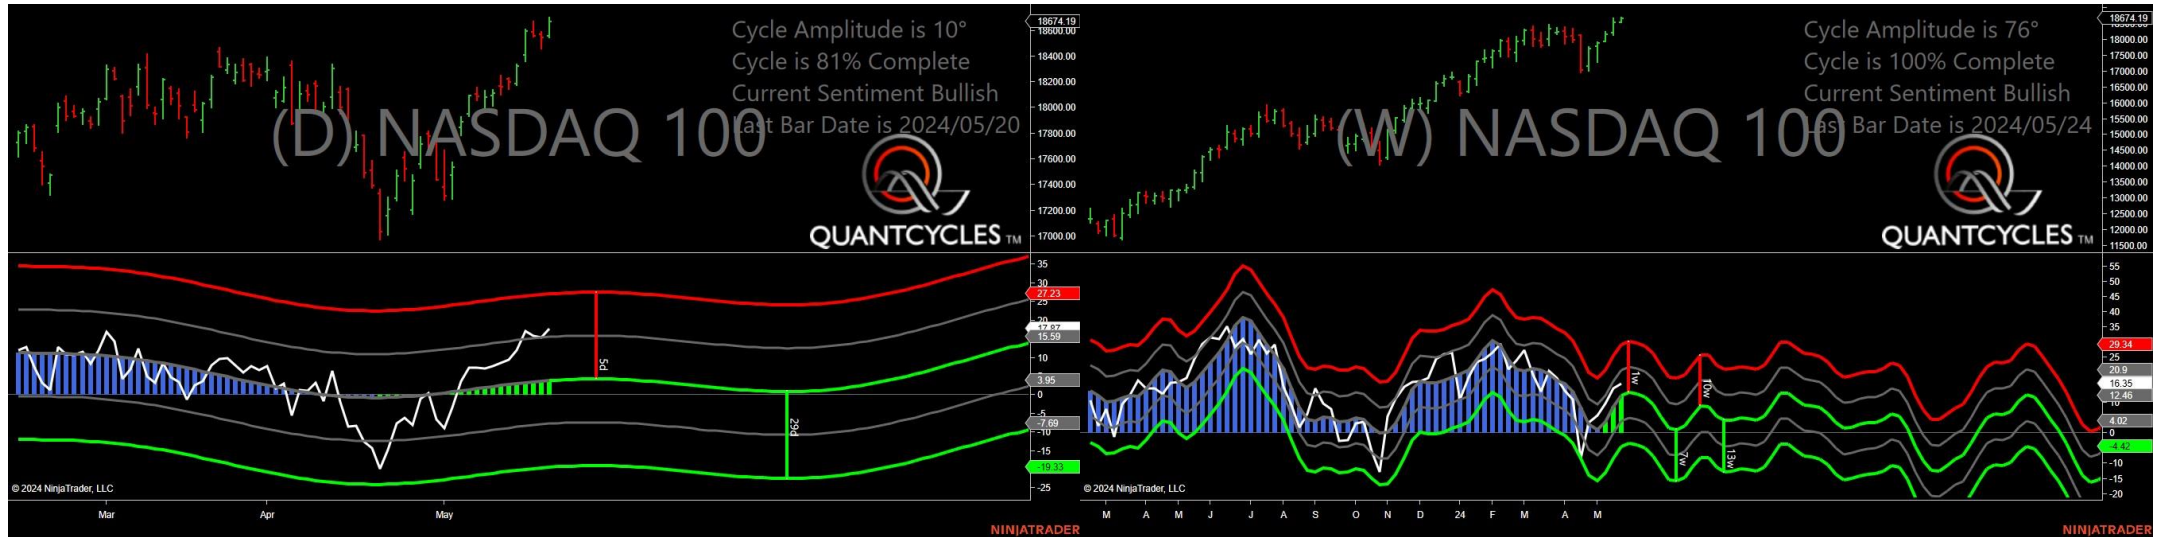 18674.19
18600.00
18400.00
18200.00
18000.00
17800.00
17600.00
17400.00
17200.00
17000.00
Cycle Amplitude is 10°
Cycle is 81% Complete
Current Sentiment Bullish
Last Bar Date is 2024/05/20
(D) NASDAQ 100
QUANTCYCLES TM
35
30
27.23
25
20
17.87
15.59
10
3.95
0
-5
-7.69
-10
-15
-19.33
-25
5d
29d
© 2024 NinjaTrader, LLC
Mar
Apr
May
NINJATRADER
18674.19
18000.00
17000.00
16000.00
15500.00
15000.00
14500.00
14000.00
13500.00
13000.00
12500.00
12000.00
11500.00
Cycle Amplitude is 76°
Cycle is 100% Complete
Current Sentiment Bullish
Last Bar Date is 2024/05/24
(W) NASDAQ 100
QUANTCYCLES TM
55
50
45
40
35
29.34
25
20.9
16.35
12.46
10
4.02
0
-4.42
-10
-15
-20
1w
10w
7w
13w
© 2024 NinjaTrader, LLC
M A M J J A S O N D 24 F M A M
NINJATRADER